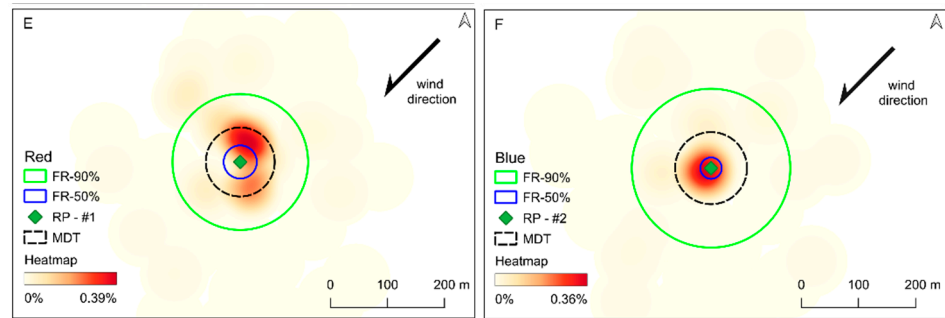 E
wind
direction
Red
FR-90%
FR-50%
RP - #1
MDT
Heatmap
0% 0.39%
0 100 200 m
F
wind
direction
Blue
FR-90%
FR-50%
RP - #2
MDT
Heatmap
0% 0.36%
0 100 200 m